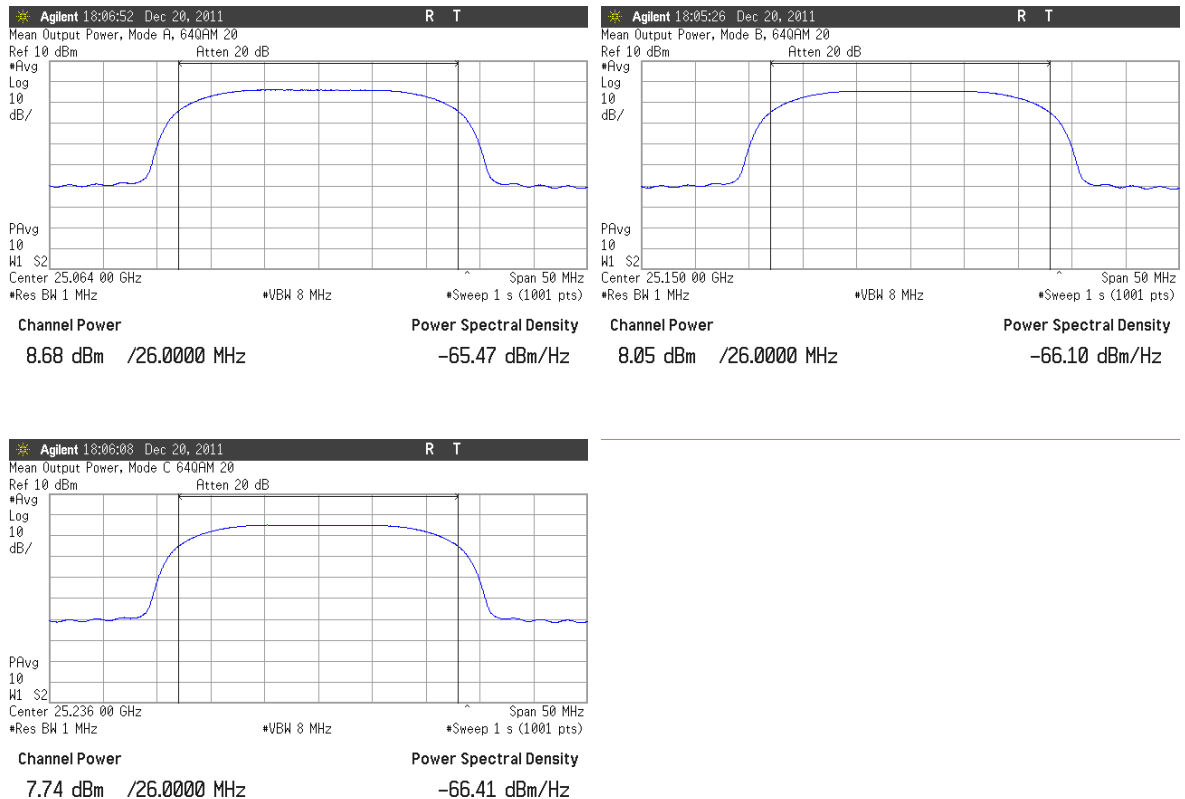 Agilent 18:06:52 Dec 20, 2011 R T
Mean Output Power, Mode A, 64QAM 20
Ref 10 dBm Atten 20 dB
#Avg
Log
10
dB/
PAvg
10
W1 S2
Center 25.064 00 GHz Span 50 MHz
#Res BW 1 MHz #VBW 8 MHz #Sweep 1 s (1001 pts)
Channel Power Power Spectral Density
8.68 dBm /26.0000 MHz -65.47 dBm/Hz
Agilent 18:05:26 Dec 20, 2011 R T
Mean Output Power, Mode B, 64QAM 20
Ref 10 dBm Atten 20 dB
#Avg
Log
10
dB/
PAvg
10
W1 S2
Center 25.150 00 GHz Span 50 MHz
#Res BW 1 MHz #VBW 8 MHz #Sweep 1 s (1001 pts)
Channel Power Power Spectral Density
8.05 dBm /26.0000 MHz -66.10 dBm/Hz
Agilent 18:06:08 Dec 20, 2011 R T
Mean Output Power, Mode C 64QAM 20
Ref 10 dBm Atten 20 dB
#Avg
Log
10
dB/
PAvg
10
W1 S2
Center 25.236 00 GHz Span 50 MHz
#Res BW 1 MHz #VBW 8 MHz #Sweep 1 s (1001 pts)
Channel Power Power Spectral Density
7.74 dBm /26.0000 MHz -66.41 dBm/Hz